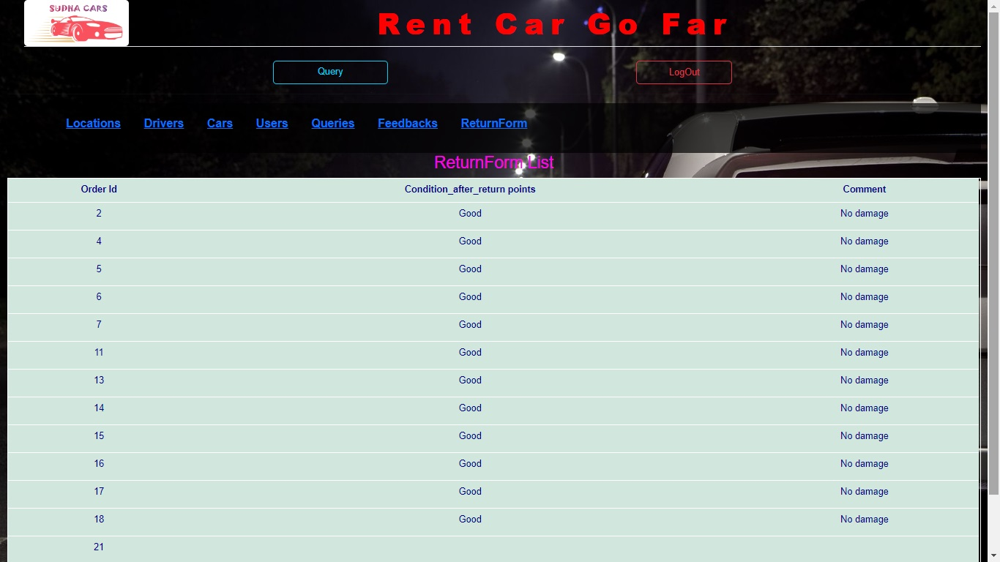 SUDHA CARS
Rent Car Go Far
Query LogOut
Locations Drivers Cars Users Queries Feedbacks ReturnForm
ReturnForm List
Order Id Condition_after_return points Comment
2 Good No damage
4 Good No damage
5 Good No damage
6 Good No damage
7 Good No damage
11 Good No damage
13 Good No damage
14 Good No damage
15 Good No damage
16 Good No damage
17 Good No damage
18 Good No damage
21